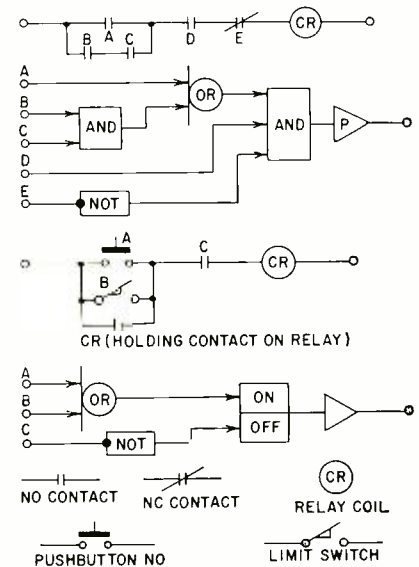 A
CR
B C
D
E
A
OR
B
AND
AND
P
C
D
E
NOT
A
C
CR
B
CR (HOLDING CONTACT ON RELAY)
A
B
OR
ON
C
NOT
OFF
NO CONTACT
NC CONTACT
CR
RELAY COIL
PUSHBUTTON NO
LIMIT SWITCH